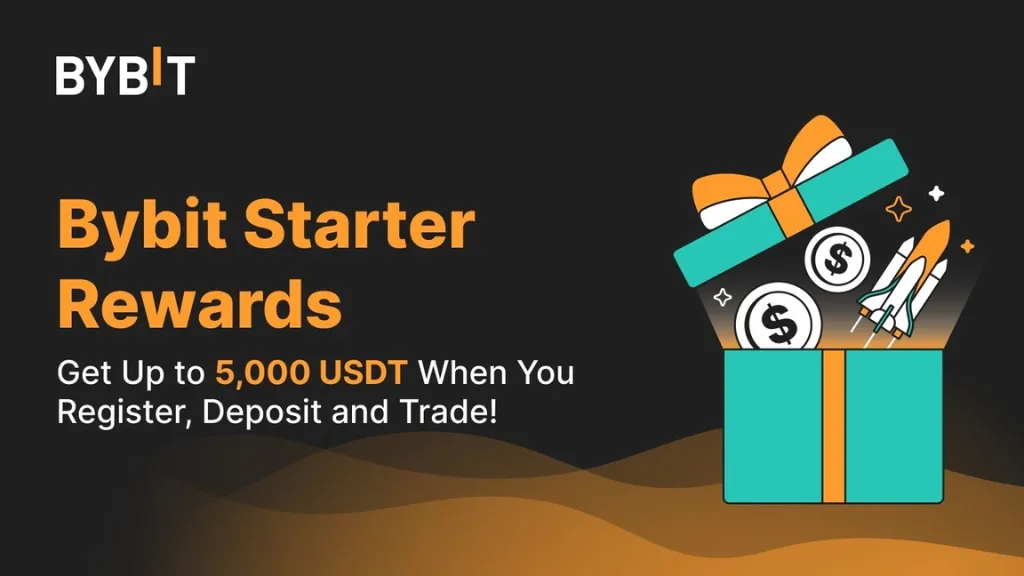 BYBIT
Bybit Starter
Rewards
Get Up to 5,000 USDT When You
Register, Deposit and Trade!
$
$